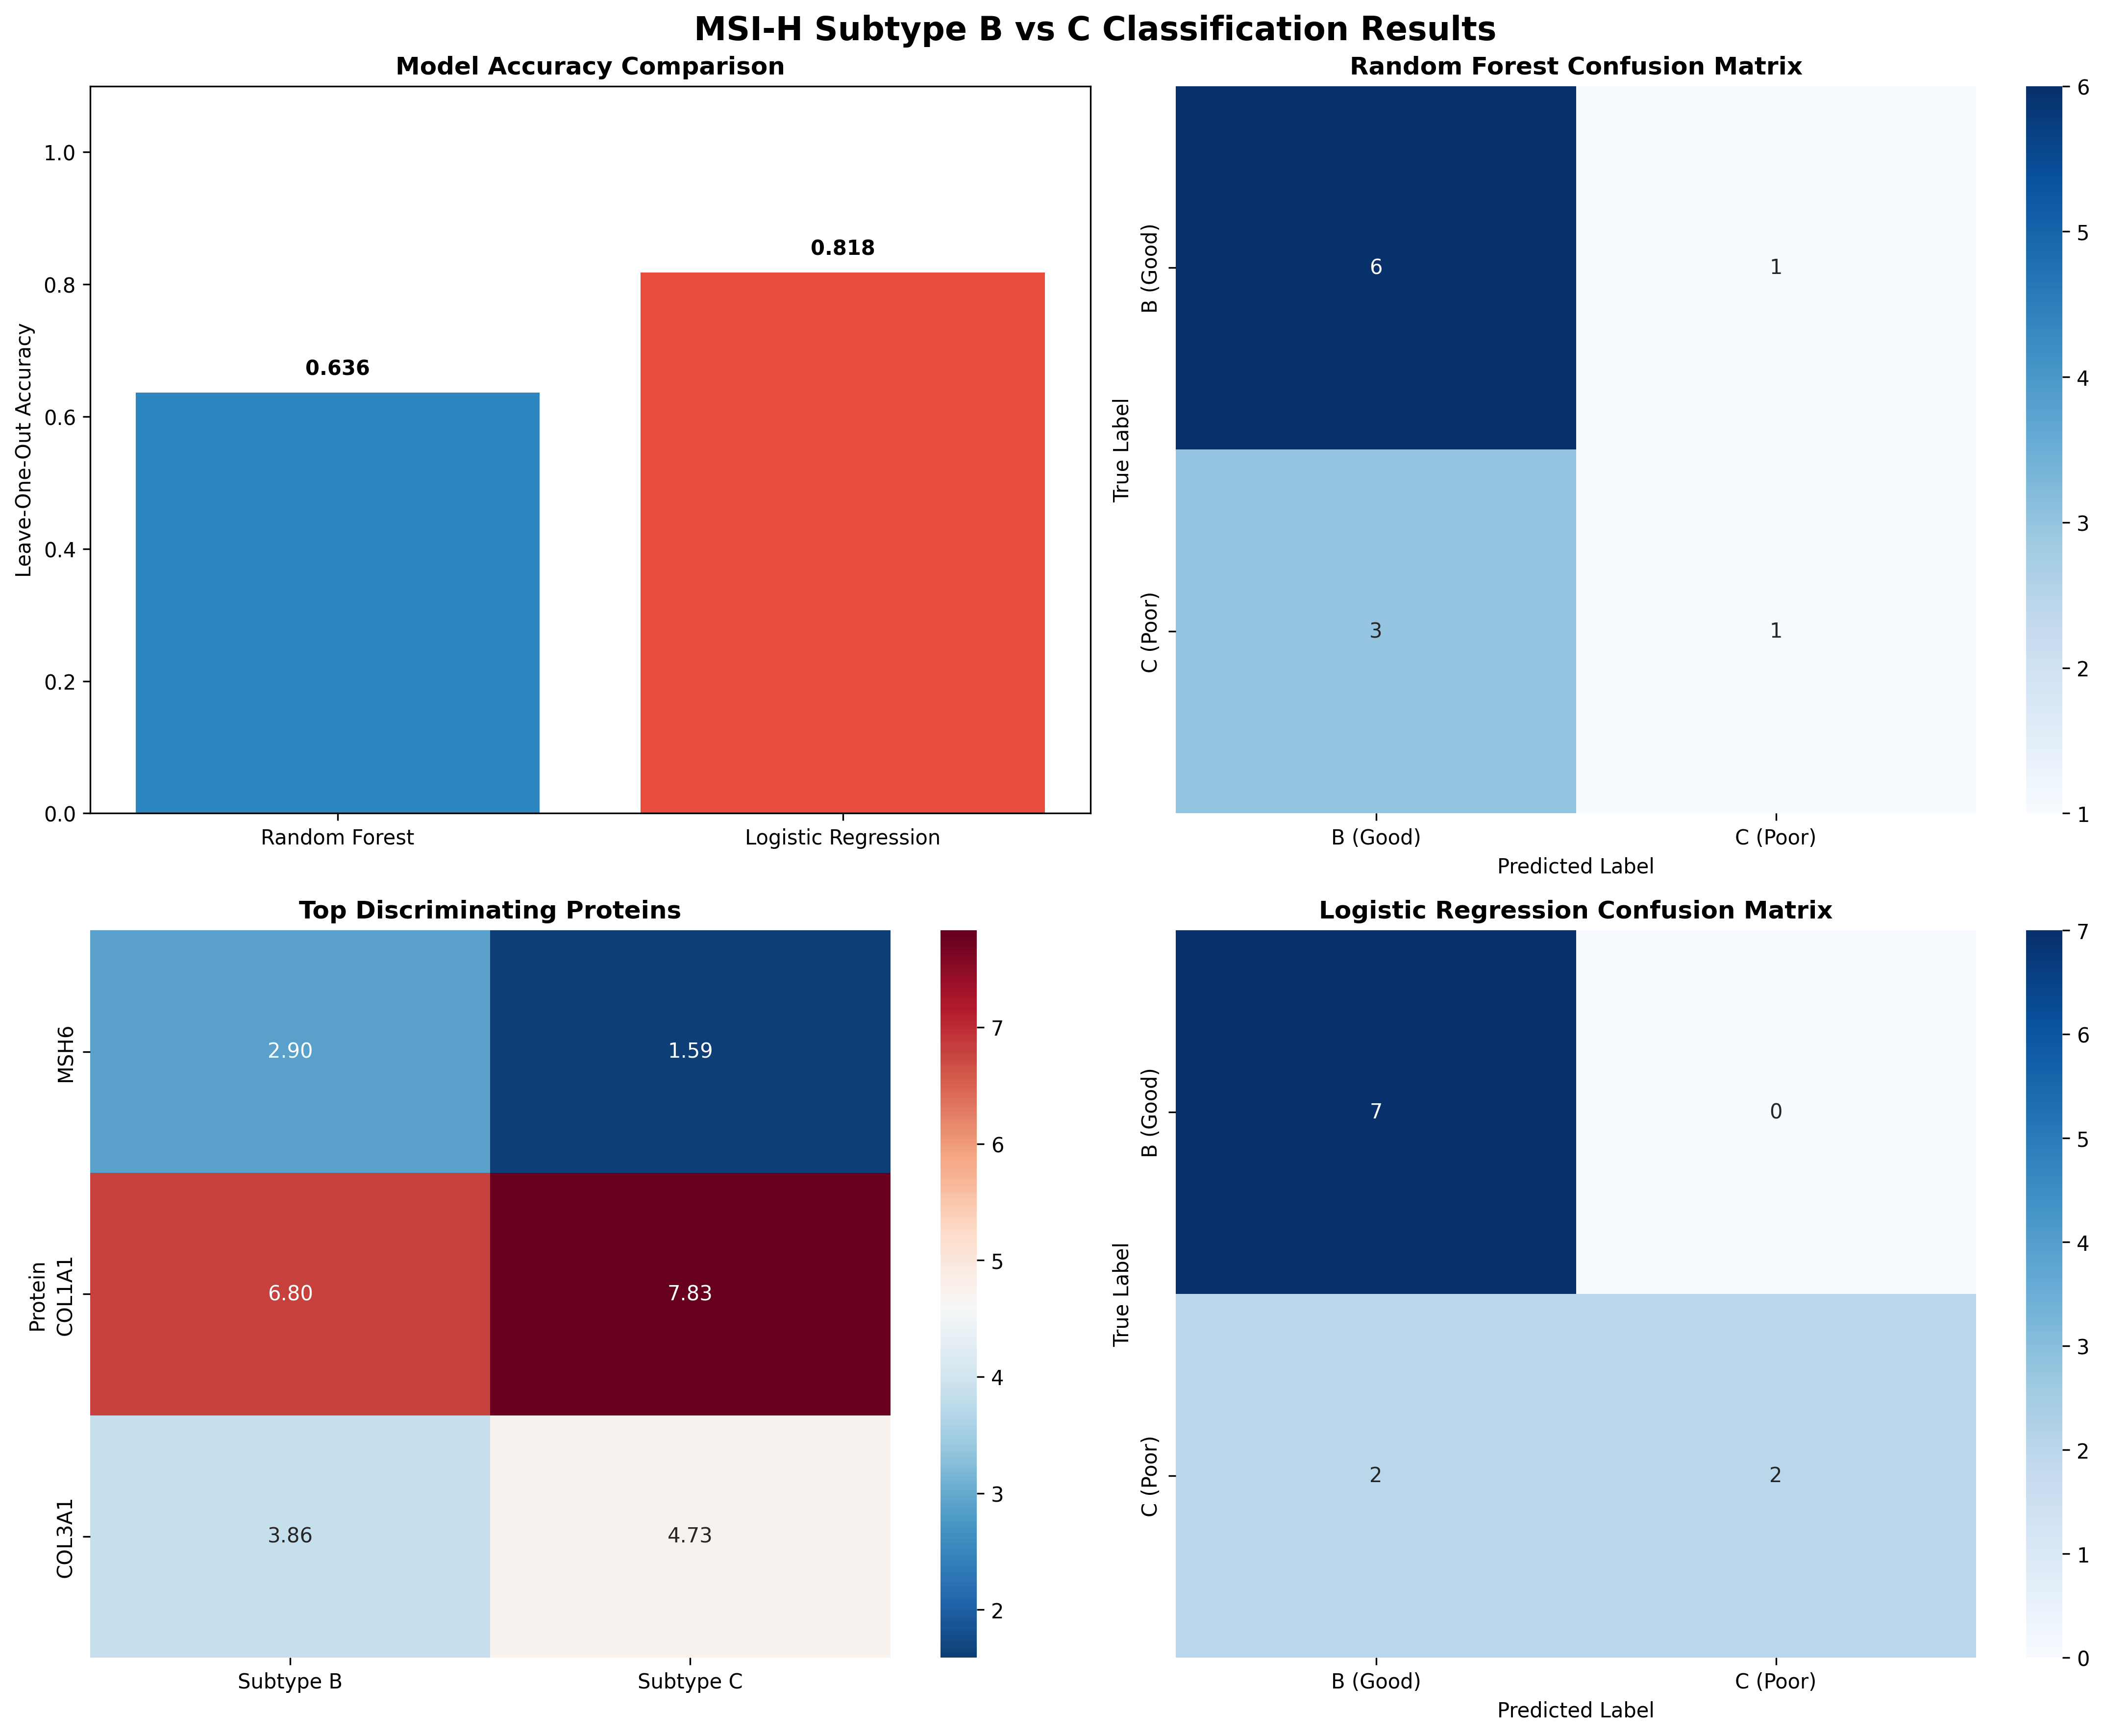 MSI-H Subtype B vs C Classification Results
Model Accuracy Comparison
Leave-One-Out Accuracy
1.0
0.8
0.6
0.4
0.2
0.0
0.636
0.818
Random Forest
Logistic Regression
Random Forest Confusion Matrix
True Label
B (Good)
C (Poor)
6
1
3
1
B (Good)
C (Poor)
Predicted Label
6
5
4
3
2
1
Top Discriminating Proteins
Protein
MSH6
COL1A1
COL3A1
2.90
1.59
6.80
7.83
3.86
4.73
Subtype B
Subtype C
7
6
5
4
3
2
Logistic Regression Confusion Matrix
True Label
B (Good)
C (Poor)
7
0
2
2
B (Good)
C (Poor)
Predicted Label
7
6
5
4
3
2
1
0